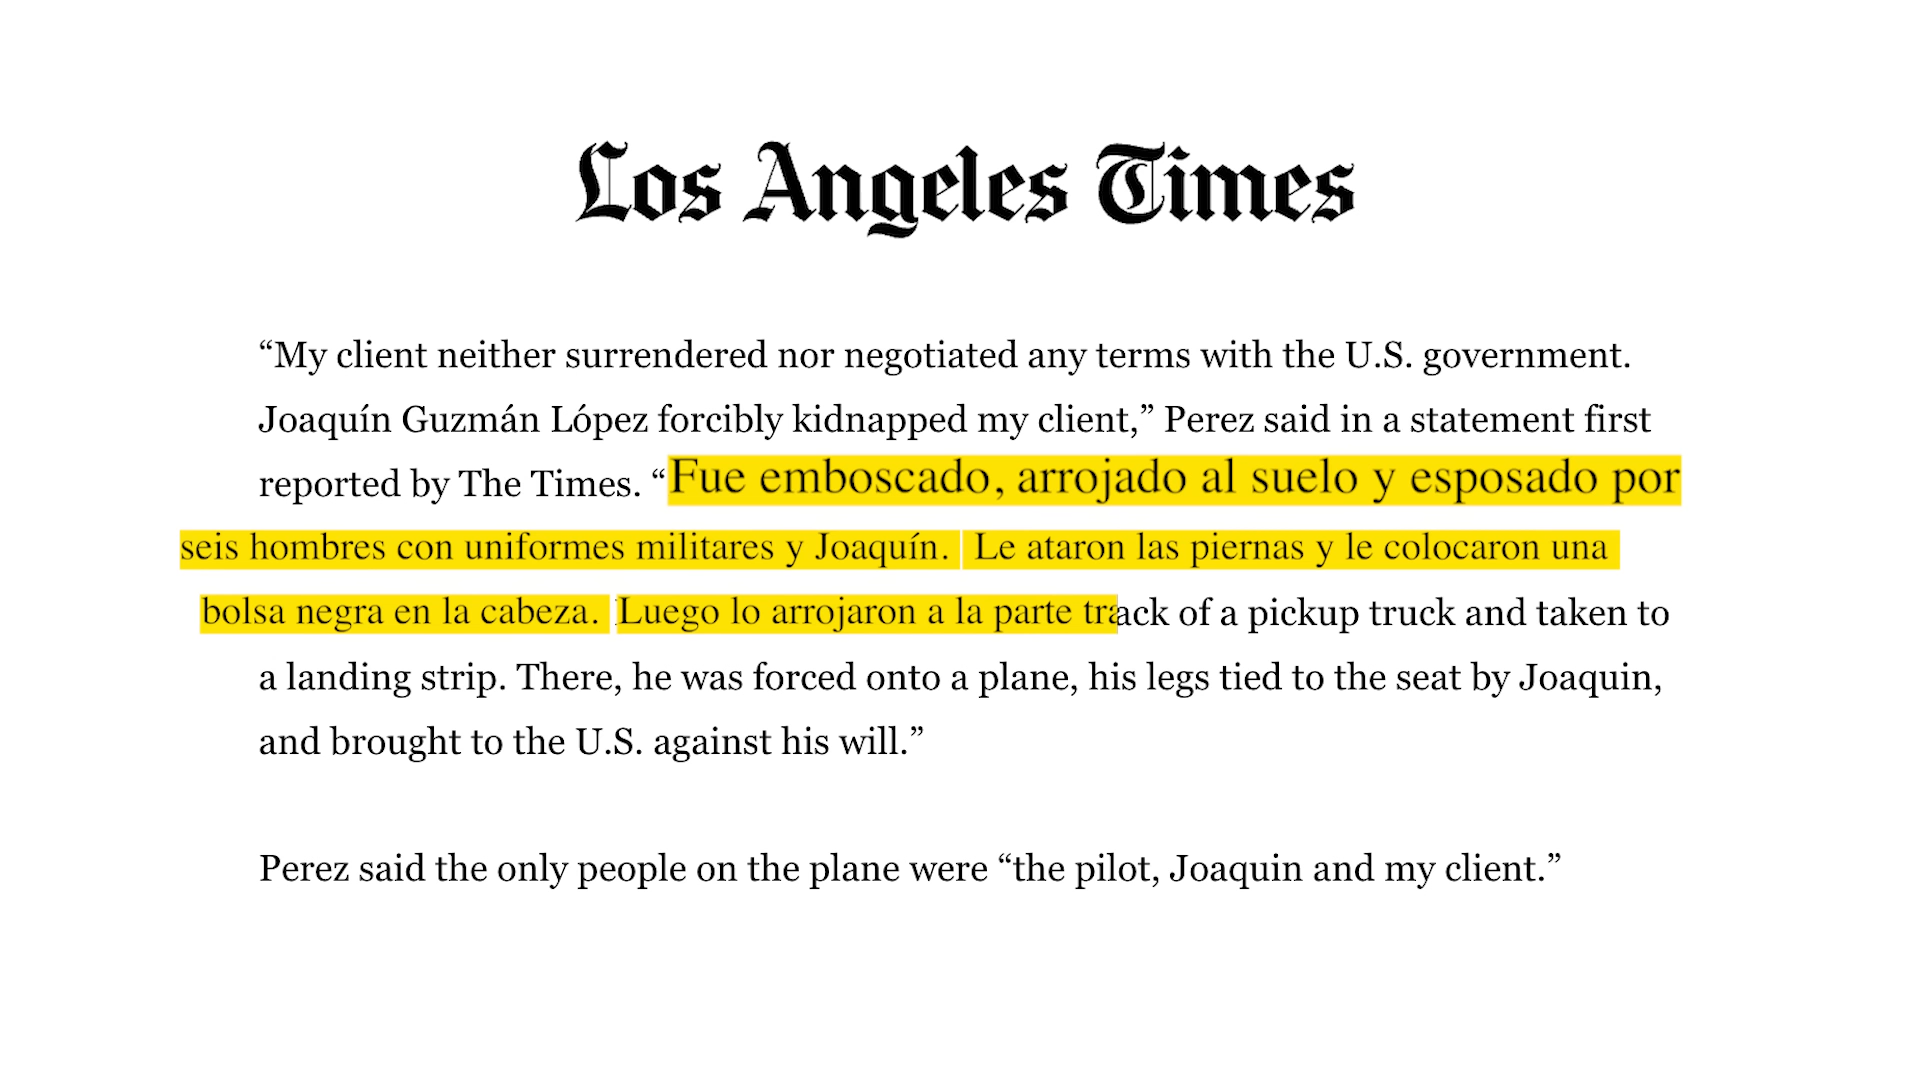 Los Angeles Times
“My client neither surrendered nor negotiated any terms with the U.S. government.
Joaquín Guzmán López forcibly kidnapped my client,” Perez said in a statement first
reported by The Times. “Fue emboscado, arrojado al suelo y esposado por
seis hombres con uniformes militares y Joaquín. Le ataron las piernas y le colocaron una
bolsa negra en la cabeza. Luego lo arrojaron a la parte track of a pickup truck and taken to
a landing strip. There, he was forced onto a plane, his legs tied to the seat by Joaquin,
and brought to the U.S. against his will.”
Perez said the only people on the plane were “the pilot, Joaquin and my client.”